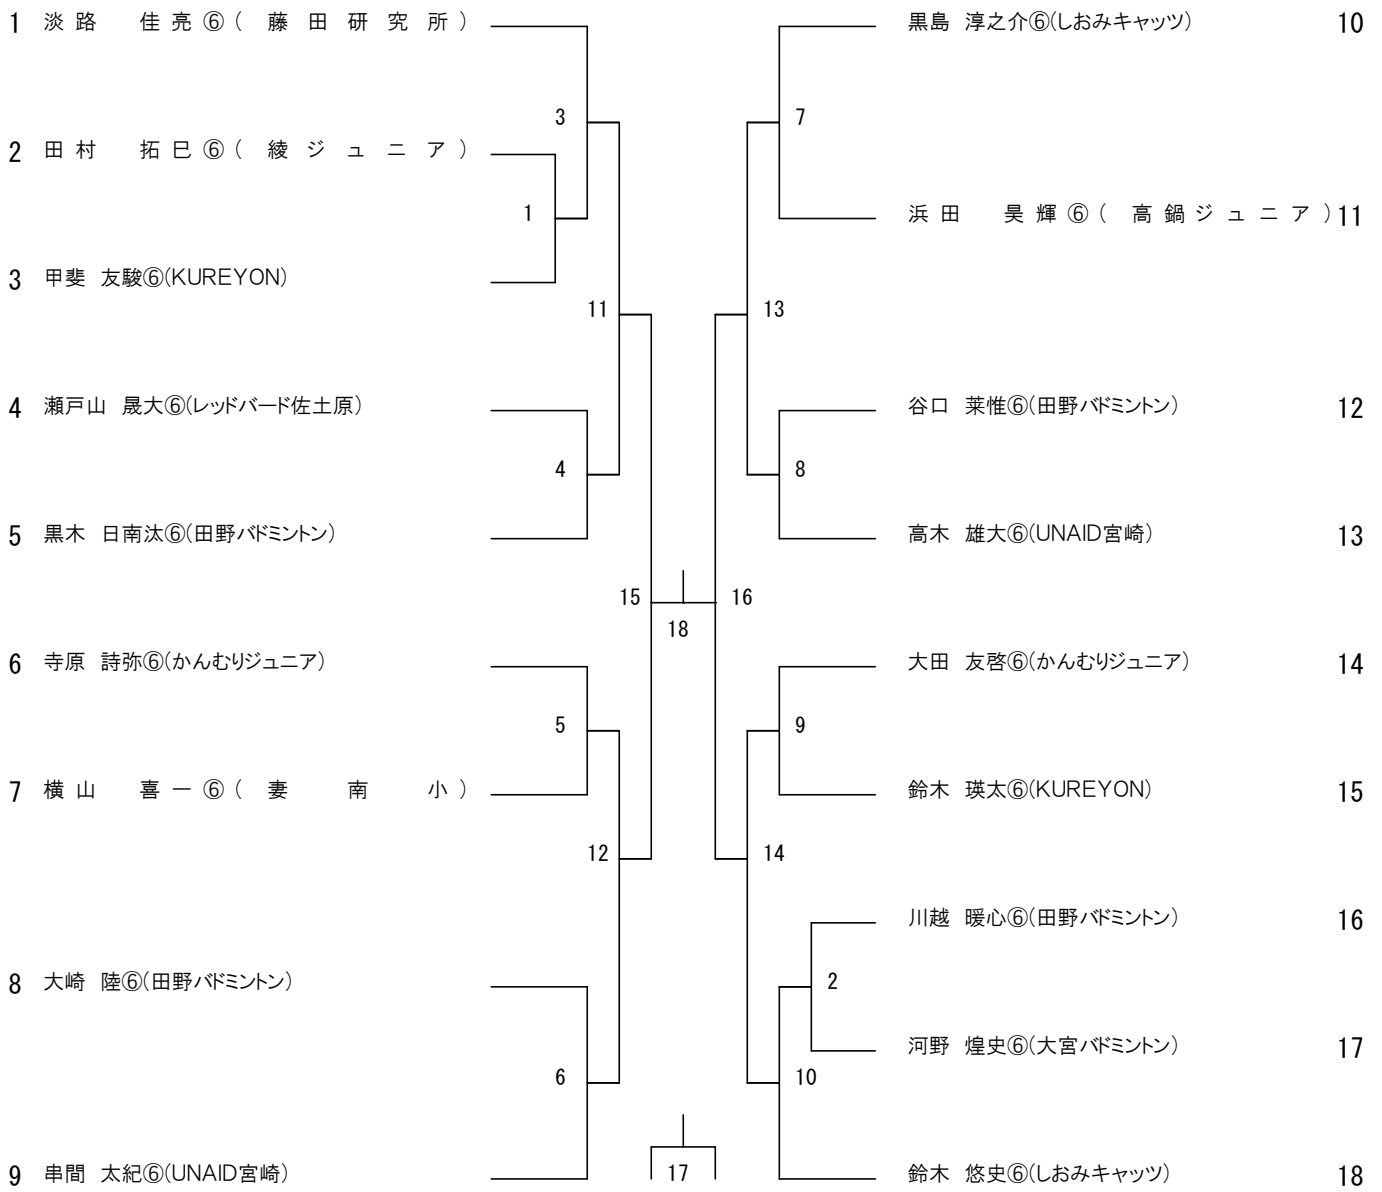 1 淡路 佳亮⑥(藤田研究所)
2 田村 拓巳⑥(綾ジュニア)
3 甲斐 友駿⑥(KUREYON)
4 瀬戸山 晟大⑥(レッドバード佐土原)
5 黒木 日南汰⑥(田野バドミントン)
6 寺原 詩弥⑥(かんむりジュニア)
7 横山 喜一⑥(妻南小)
8 大崎 陸⑥(田野バドミントン)
9 串間 太紀⑥(UNAID宮崎)
3
1
11
4
15
5
12
6
18
17
7
13
8
16
9
14
2
10
黒島 淳之介⑥(しおみキャッツ) 10
浜田 昊輝⑥(高鍋ジュニア) 11
谷口 莱惟⑥(田野バドミントン) 12
高木 雄大⑥(UNAID宮崎) 13
大田 友啓⑥(かんむりジュニア) 14
鈴木 瑛太⑥(KUREYON) 15
川越 暖心⑥(田野バドミントン) 16
河野 煌史⑥(大宮バドミントン) 17
鈴木 悠史⑥(しおみキャッツ) 18